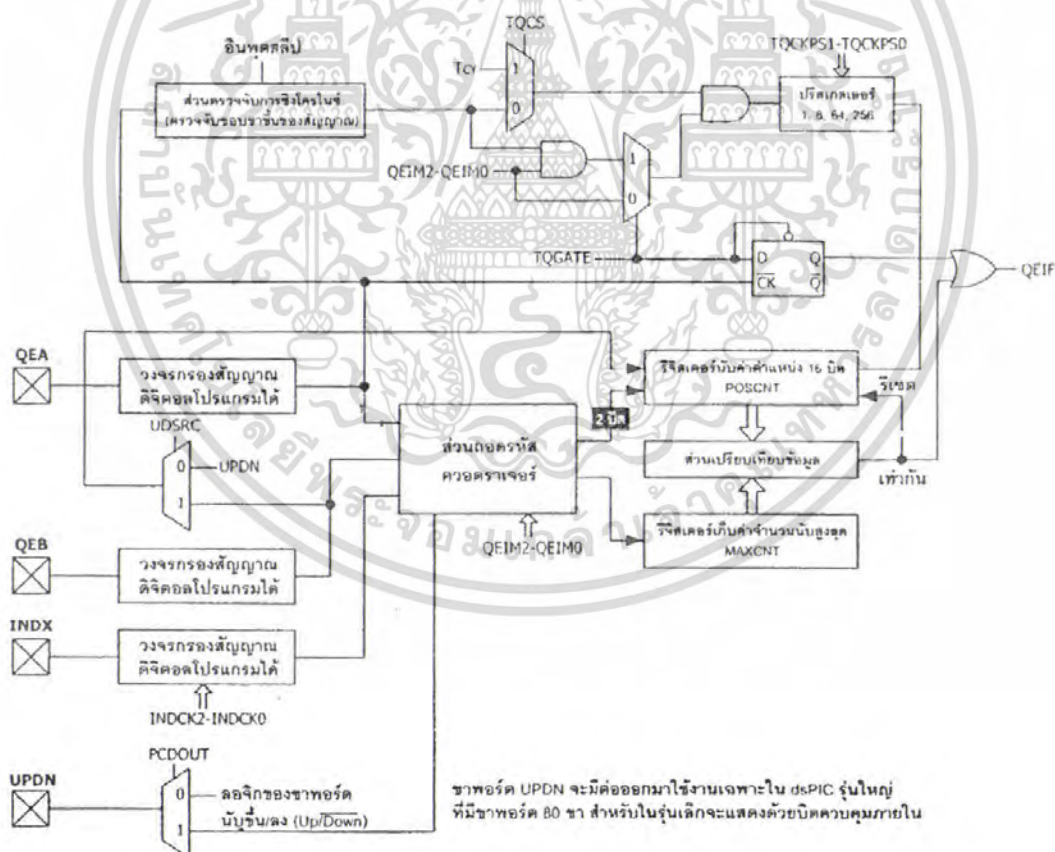 TQCS
TQCKPS1-TQCKPS0
อินพุตสลีป
Tcy
1
0
ส่วนตรวจจับการซิงโครไนซ์
(ตรวจจับขอบขาขึ้นของสัญญาณ)
ปรีสเกลเลอร์
1, 8, 64, 256
QEIM2-QEIM0
1
0
TQGATE
D Q
CK Q
QEIF
QEA
วงจรกรองสัญญาณ
ดิจิตอลโปรแกรมได้
รีจิสเตอร์นับค่าตำแหน่ง 16 บิต
POSCNT
รีเซต
2 บิต
UDSRC
0
UPDN
1
ส่วนถอดรหัส
ควอดราเจอร์
ส่วนเปรียบเทียบข้อมูล
เท่ากัน
QEB
วงจรกรองสัญญาณ
ดิจิตอลโปรแกรมได้
QEIM2-QEIM0
รีจิสเตอร์เก็บค่าจำนวนนับสูงสุด
MAXCNT
INDX
วงจรกรองสัญญาณ
ดิจิตอลโปรแกรมได้
INDCK2-INDCK0
PCDOUT
UPDN
0
ลอจิกของขาพอร์ต
นับขึ้น/ลง (Up/Down)
1
ขาพอร์ต UPDN จะมีต่อออกมาใช้งานเฉพาะใน dsPIC รุ่นใหญ่
ที่มีขาพอร์ต 80 ขา สำหรับในรุ่นเล็กจะแสดงด้วยบิตควบคุมภายใน